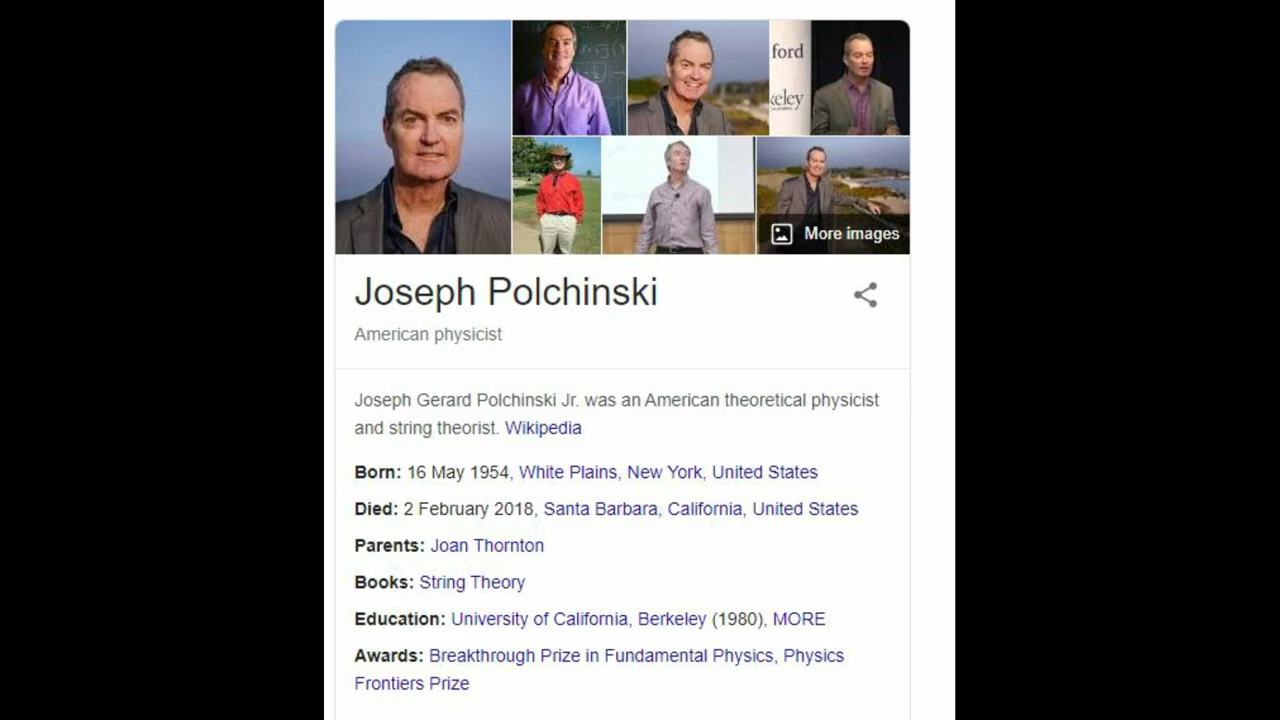 ford
keley
More images
Joseph Polchinski
American physicist
Joseph Gerard Polchinski Jr. was an American theoretical physicist
and string theorist. Wikipedia
Born: 16 May 1954, White Plains, New York, United States
Died: 2 February 2018, Santa Barbara, California, United States
Parents: Joan Thornton
Books: String Theory
Education: University of California, Berkeley (1980), MORE
Awards: Breakthrough Prize in Fundamental Physics, Physics
Frontiers Prize